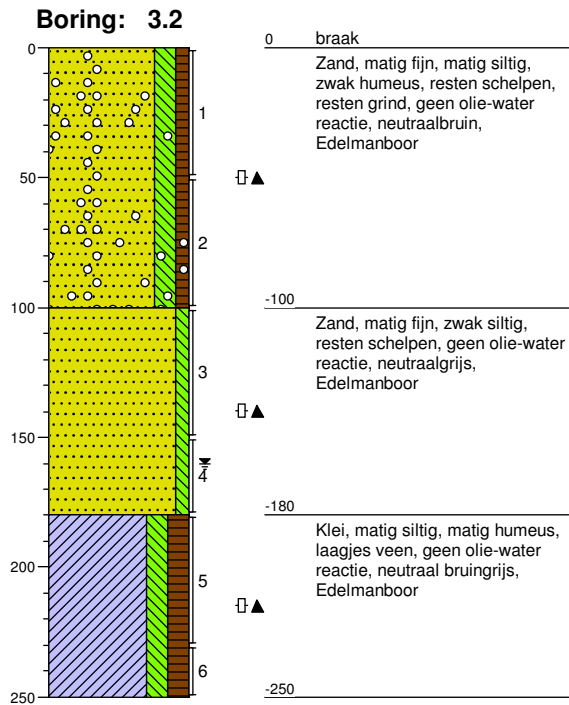 Boring: 3.2
0
50
100
150
200
250
1
2
3
4
5
6
0 braak
Zand, matig fijn, matig siltig,
zwak humeus, resten schelpen,
resten grind, geen olie-water
reactie, neutraalbruin,
Edelmanboor
-100
Zand, matig fijn, zwak siltig,
resten schelpen, geen olie-water
reactie, neutraalgrijs,
Edelmanboor
-180
Klei, matig siltig, matig humeus,
laagjes veen, geen olie-water
reactie, neutraal bruingrijs,
Edelmanboor
-250